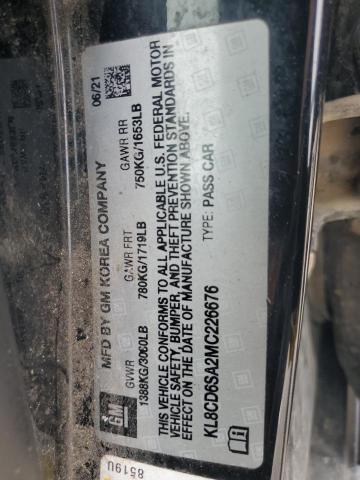 GM
MFD BY GM KOREA COMPANY
06/21
GVWR
GAWR FRT
GAWR RR
1388KG/3060LB
780KG/1719LB
750KG/1653LB
THIS VEHICLE CONFORMS TO ALL APPLICABLE U.S. FEDERAL MOTOR
VEHICLE SAFETY, BUMPER, AND THEFT PREVENTION STANDARDS IN
EFFECT ON THE DATE OF MANUFACTURE SHOWN ABOVE.
KL8CD6SA2MC226676
TYPE: PASS CAR
85190